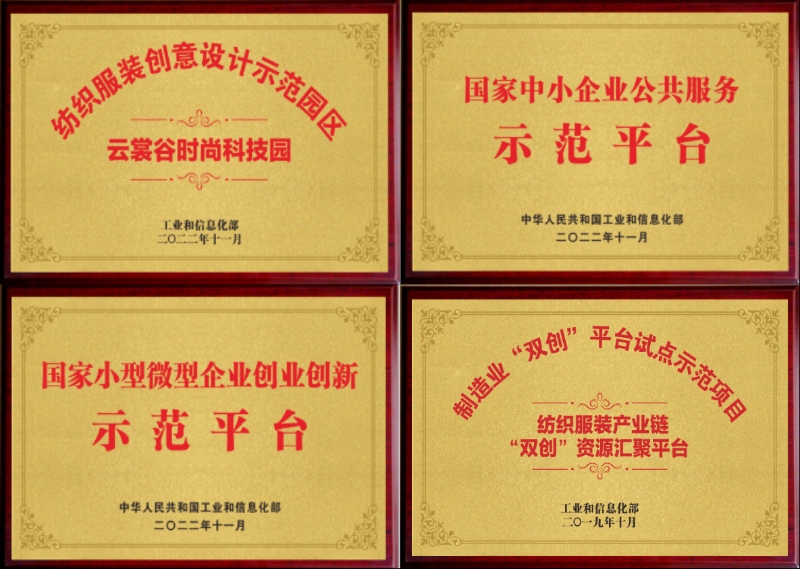 纺织服装创意设计示范园区
云裳谷时尚科技园
工业和信息化部
二〇二二年十一月
国家中小企业公共服务
示范平台
中华人民共和国工业和信息化部
二〇二二年十一月
国家小型微型企业创业创新
示范平台
中华人民共和国工业和信息化部
二〇二二年十一月
制造业“双创”平台试点示范项目
纺织服装产业链
“双创”资源汇聚平台
工业和信息化部
二〇一九年十月